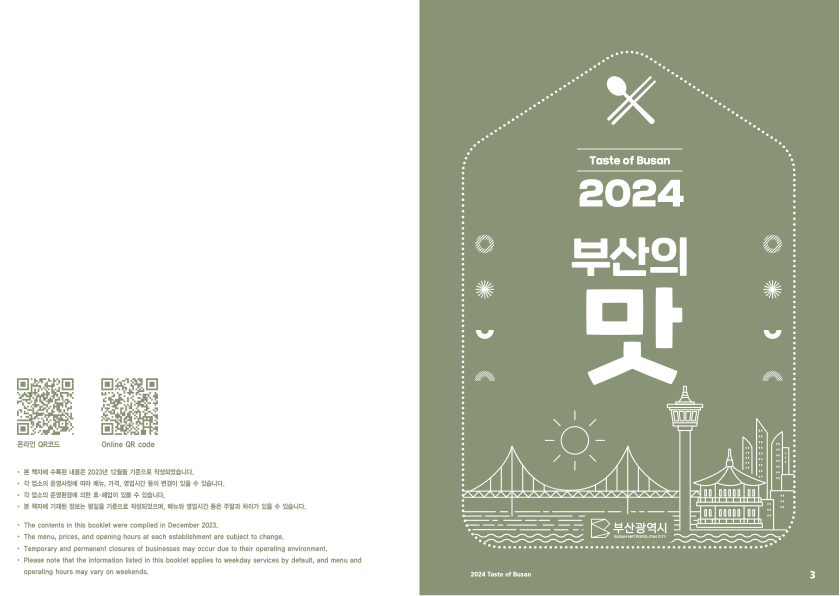 온라인 QR코드
Online QR code
• 본 책자에 수록된 내용은 2023년 12월을 기준으로 작성되었습니다.
• 각 업소의 운영사정에 따라 메뉴, 가격, 영업시간 등의 변경이 있을 수 있습니다.
• 각 업소의 운영환경에 의한 휴·폐업이 있을 수 있습니다.
• 본 책자에 기재된 정보는 평일을 기준으로 작성되었으며, 메뉴와 영업시간 등은 주말과 차이가 있을 수 있습니다.
• The contents in this booklet were compiled in December 2023.
• The menu, prices, and opening hours at each establishment are subject to change.
• Temporary and permanent closures of businesses may occur due to their operating environment.
• Please note that the information listed in this booklet applies to weekday services by default, and menu and
operating hours may vary on weekends.
Taste of Busan
2024
부산의
맛
부산광역시
BUSAN METROPOLITAN CITY
2024 Taste of Busan
3